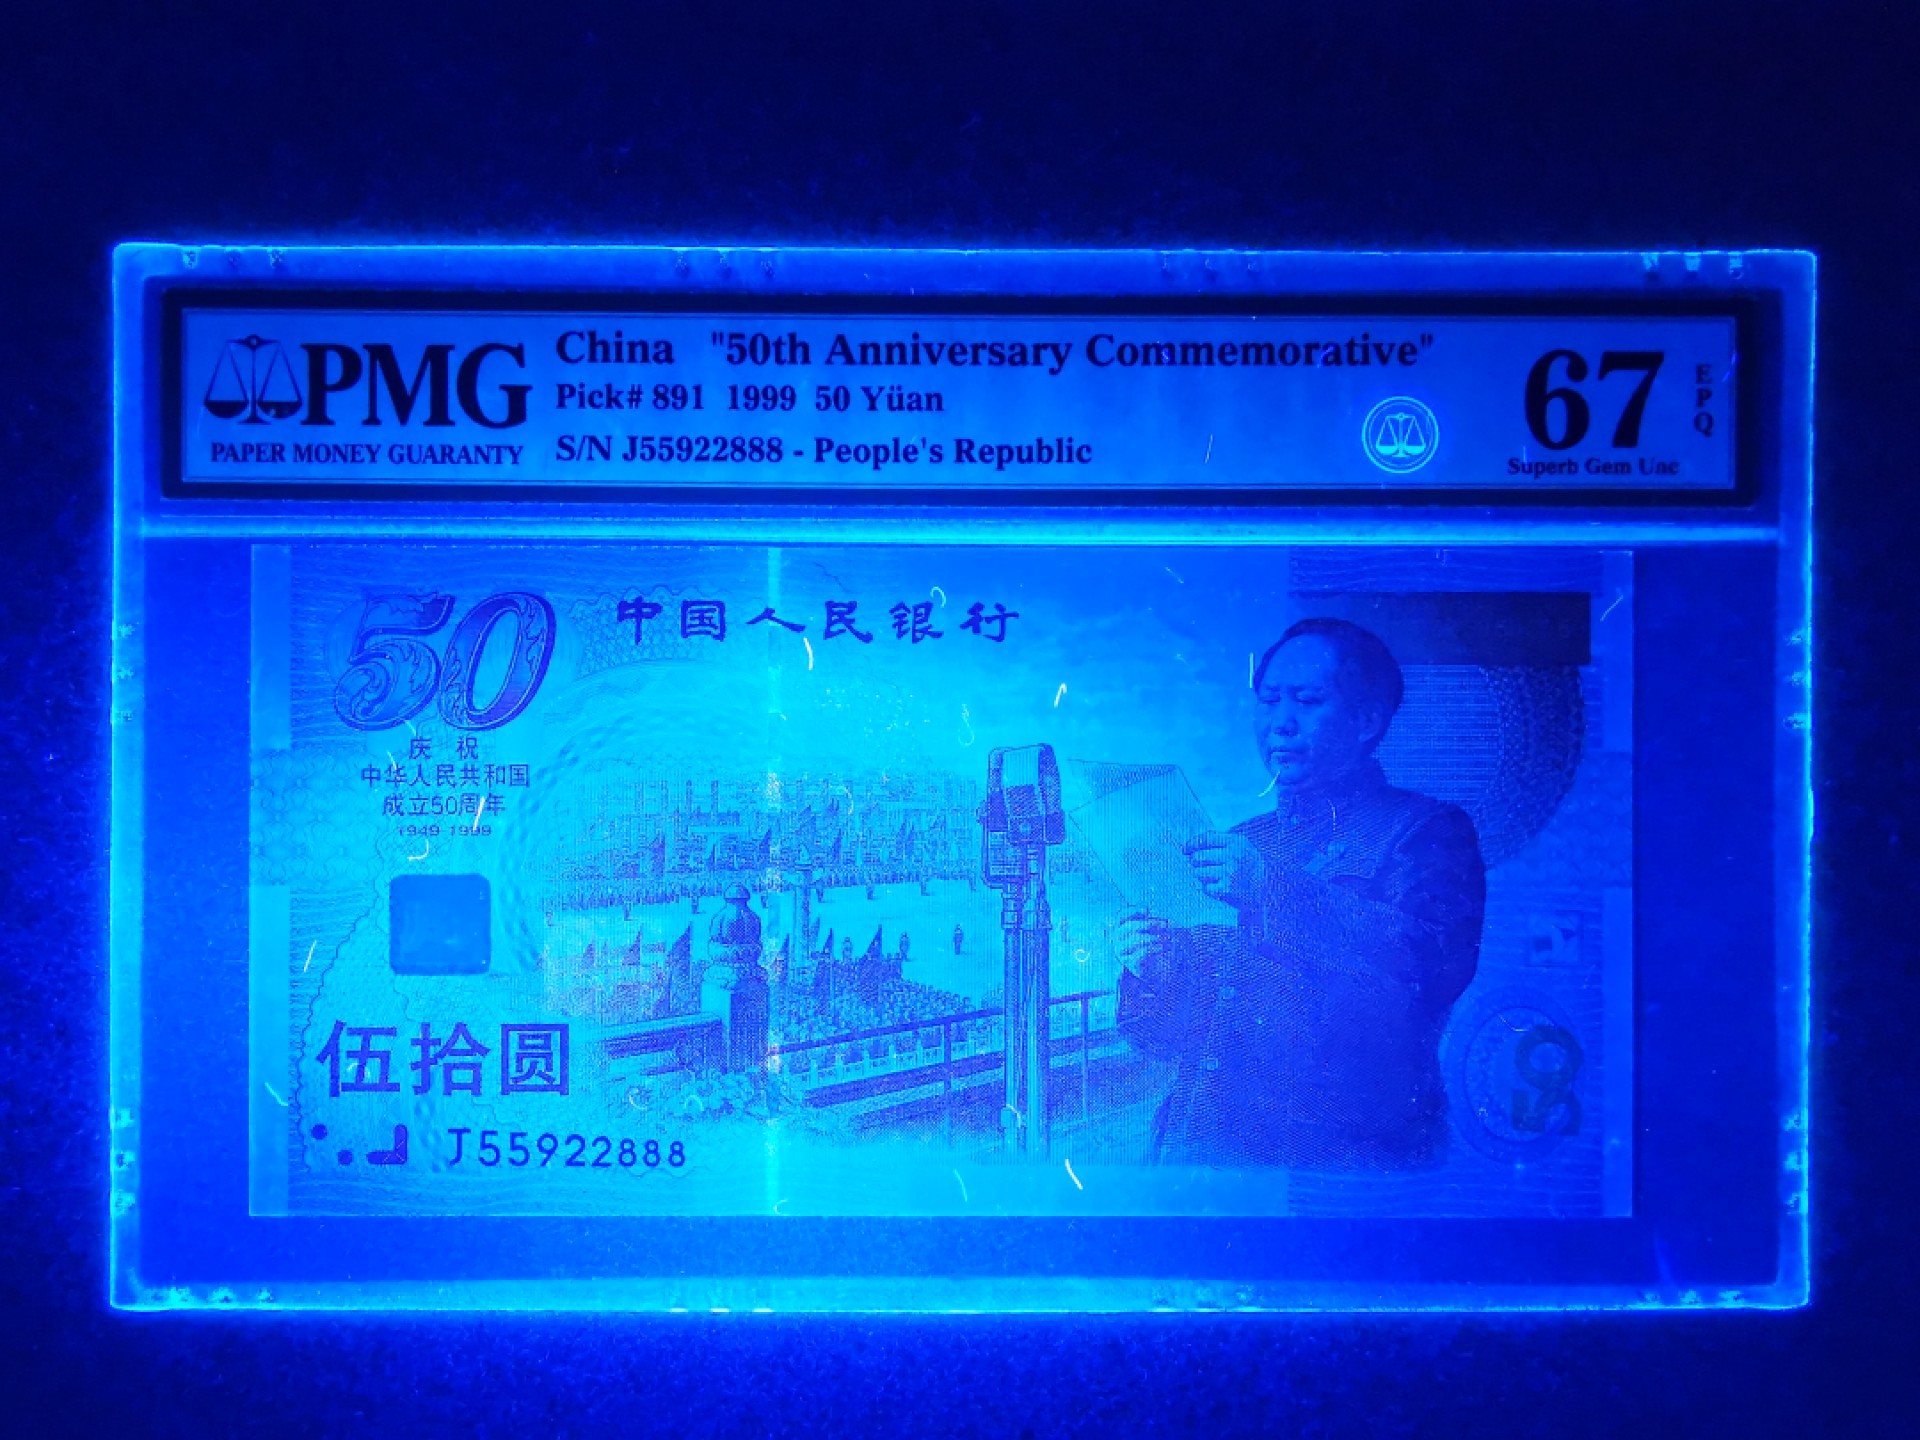 PMG
PAPER MONEY GUARANTY
China "50th Anniversary Commemorative"
Pick# 891 1999 50 Yüan
S/N J55922888 - People's Republic
67
EPQ
Superb Gem Unc
50
中国人民银行
庆 祝
中华人民共和国
成立50周年
1949-1999
伍拾圆
J55922888
50